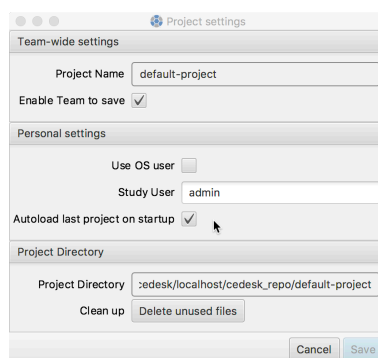 Project settings
Team-wide settings
Project Name default-project
Enable Team to save
Personal settings
Use OS user
Study User admin
Autoload last project on startup
Project Directory
Project Directory :edesk/localhost/cedesk_repo/default-project
Clean up Delete unused files
Cancel Save